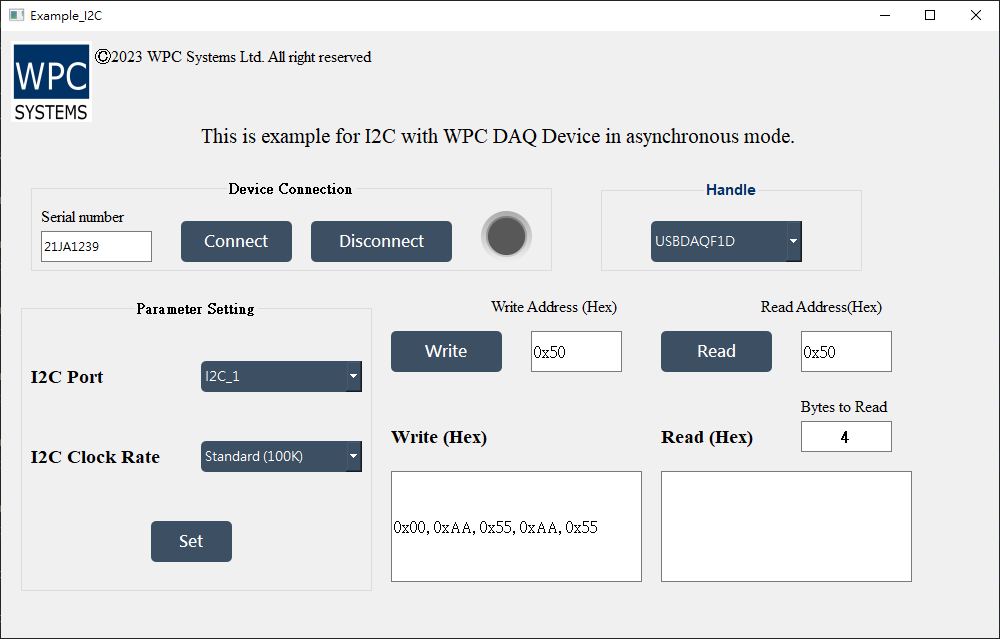 Example_I2C
WPC
SYSTEMS
©2023 WPC Systems Ltd. All right reserved
This is example for I2C with WPC DAQ Device in asynchronous mode.
Device Connection
Serial number
21JA1239
Connect
Disconnect
Handle
USBDAQF1D
Parameter Setting
I2C Port
I2C_1
I2C Clock Rate
Standard (100K)
Set
Write Address (Hex)
Write
0x50
Read Address(Hex)
Read
0x50
Bytes to Read
4
Write (Hex)
0x00, 0xAA, 0x55, 0xAA, 0x55
Read (Hex)